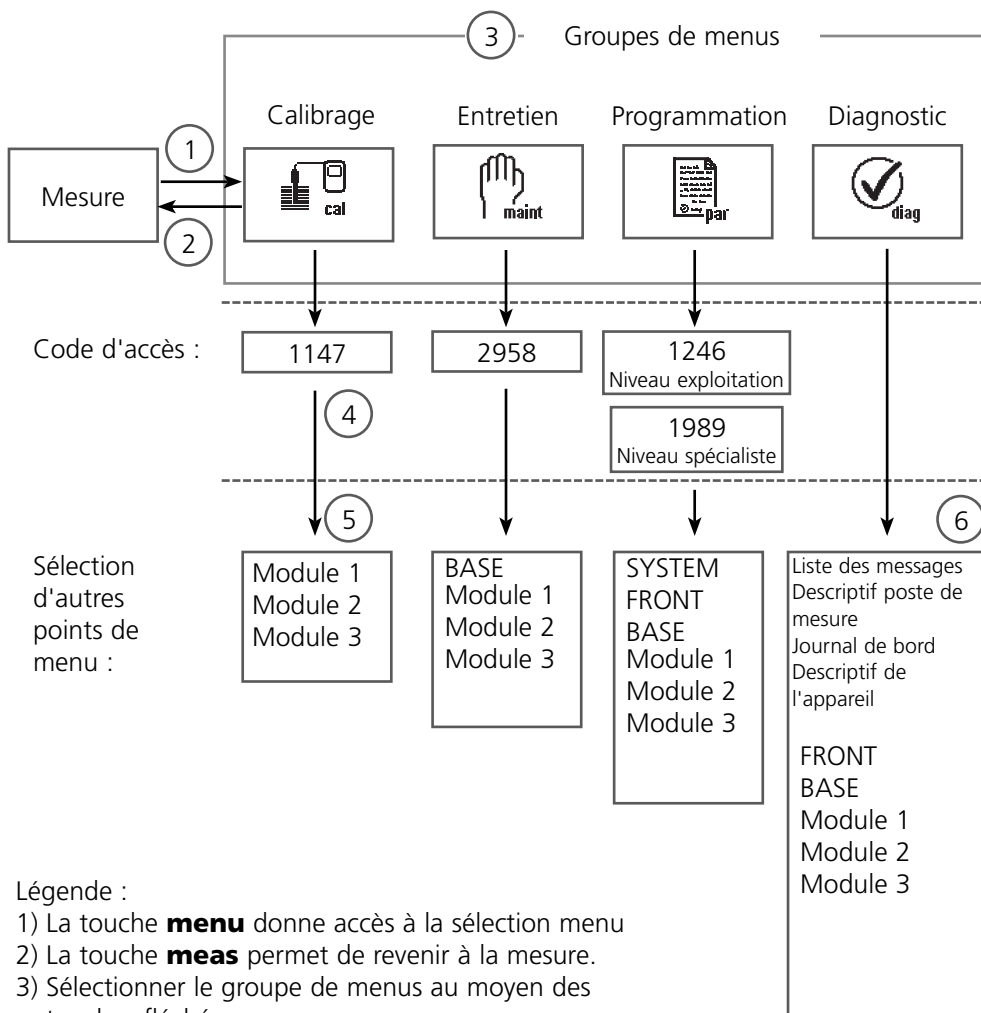 3 Groupes de menus
Calibrage Entretien Programmation Diagnostic
1
Mesure
cal maint par diag
2
Code d'accès : 1147 2958 1246
Niveau exploitation
4
1989
Niveau spécialiste
5 6
Sélection
d'autres
points de
menu :
Module 1
Module 2
Module 3
BASE
Module 1
Module 2
Module 3
SYSTEM
FRONT
BASE
Module 1
Module 2
Module 3
Liste des messages
Descriptif poste de
mesure
Journal de bord
Descriptif de
l'appareil
FRONT
BASE
Module 1
Module 2
Module 3
Légende :
1) La touche menu donne accès à la sélection menu
2) La touche meas permet de revenir à la mesure.
3) Sélectionner le groupe de menus au moyen des